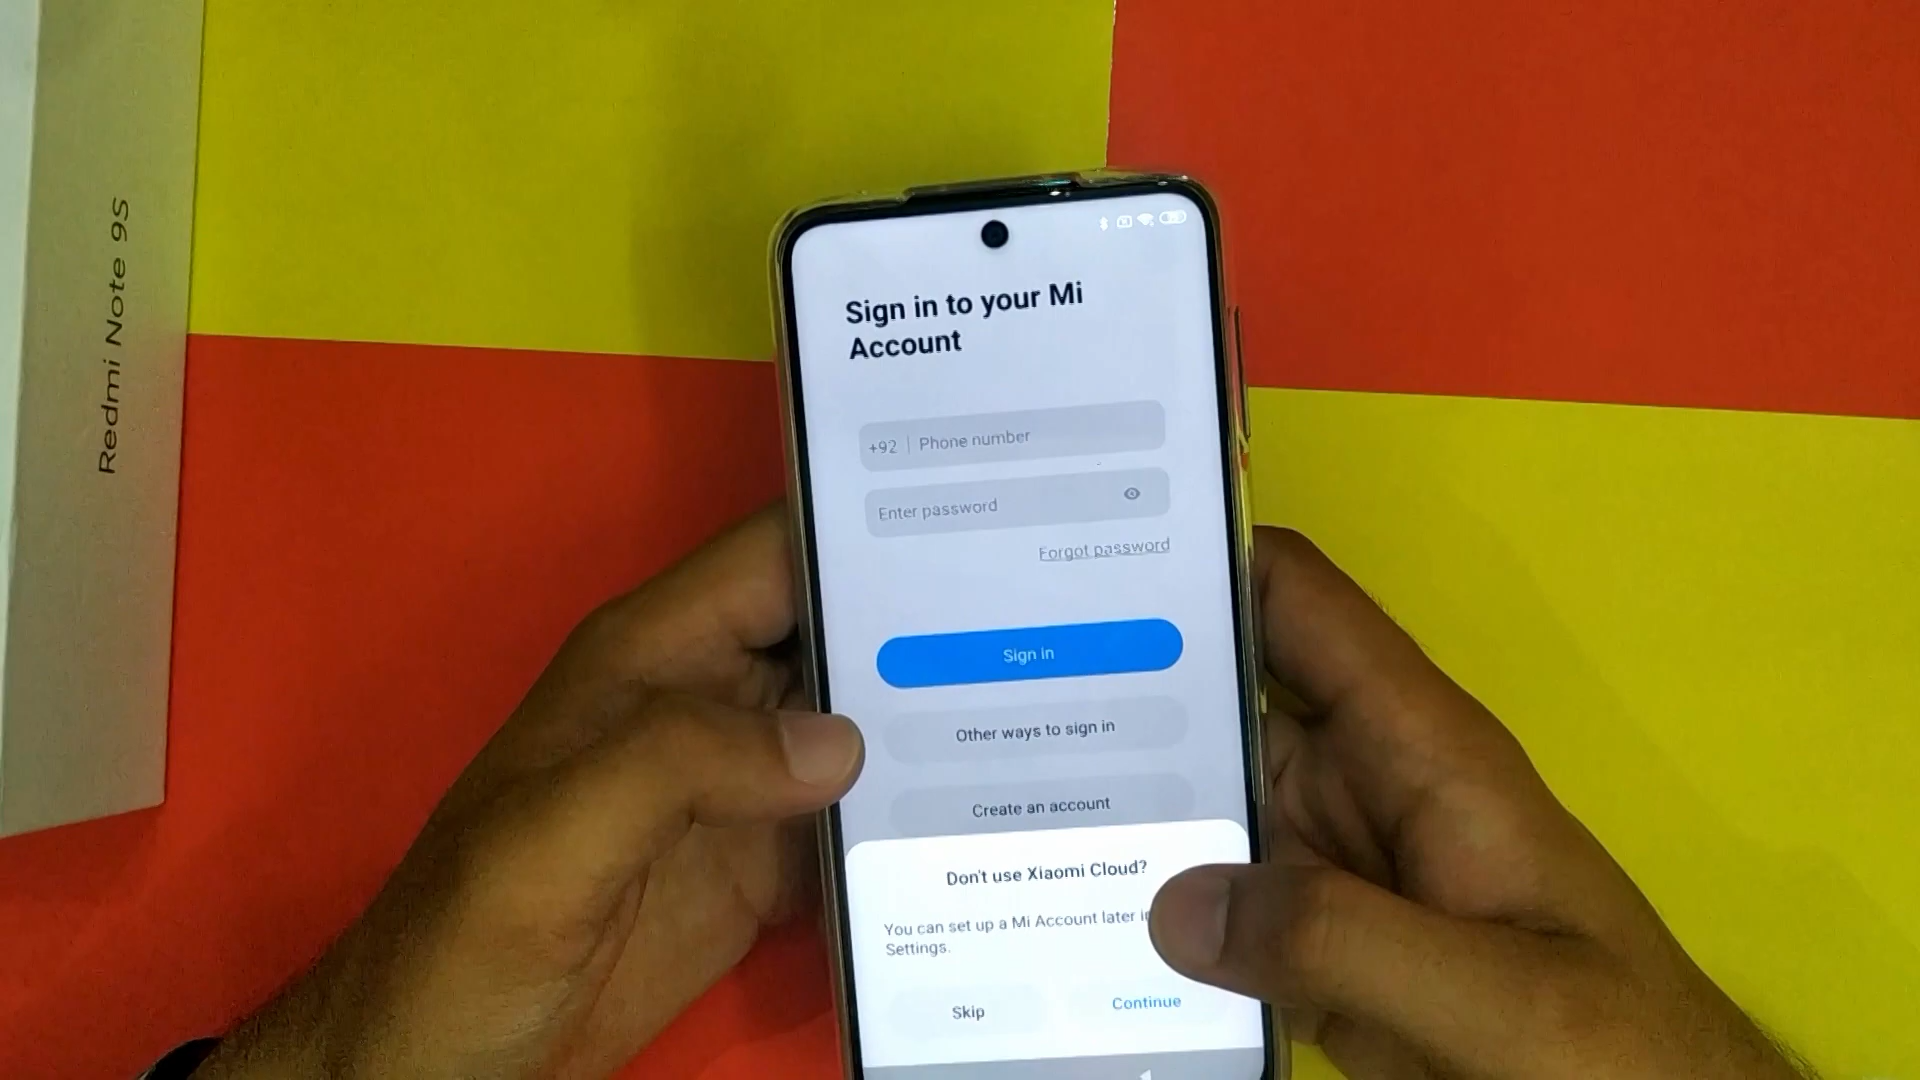 Redmi Note 9S
Sign in to your Mi
Account
+92 | Phone number
Enter password
Forgot password
Sign in
Other ways to sign in
Create an account
Don't use Xiaomi Cloud?
You can set up a Mi Account later
Settings.
Skip
Continue